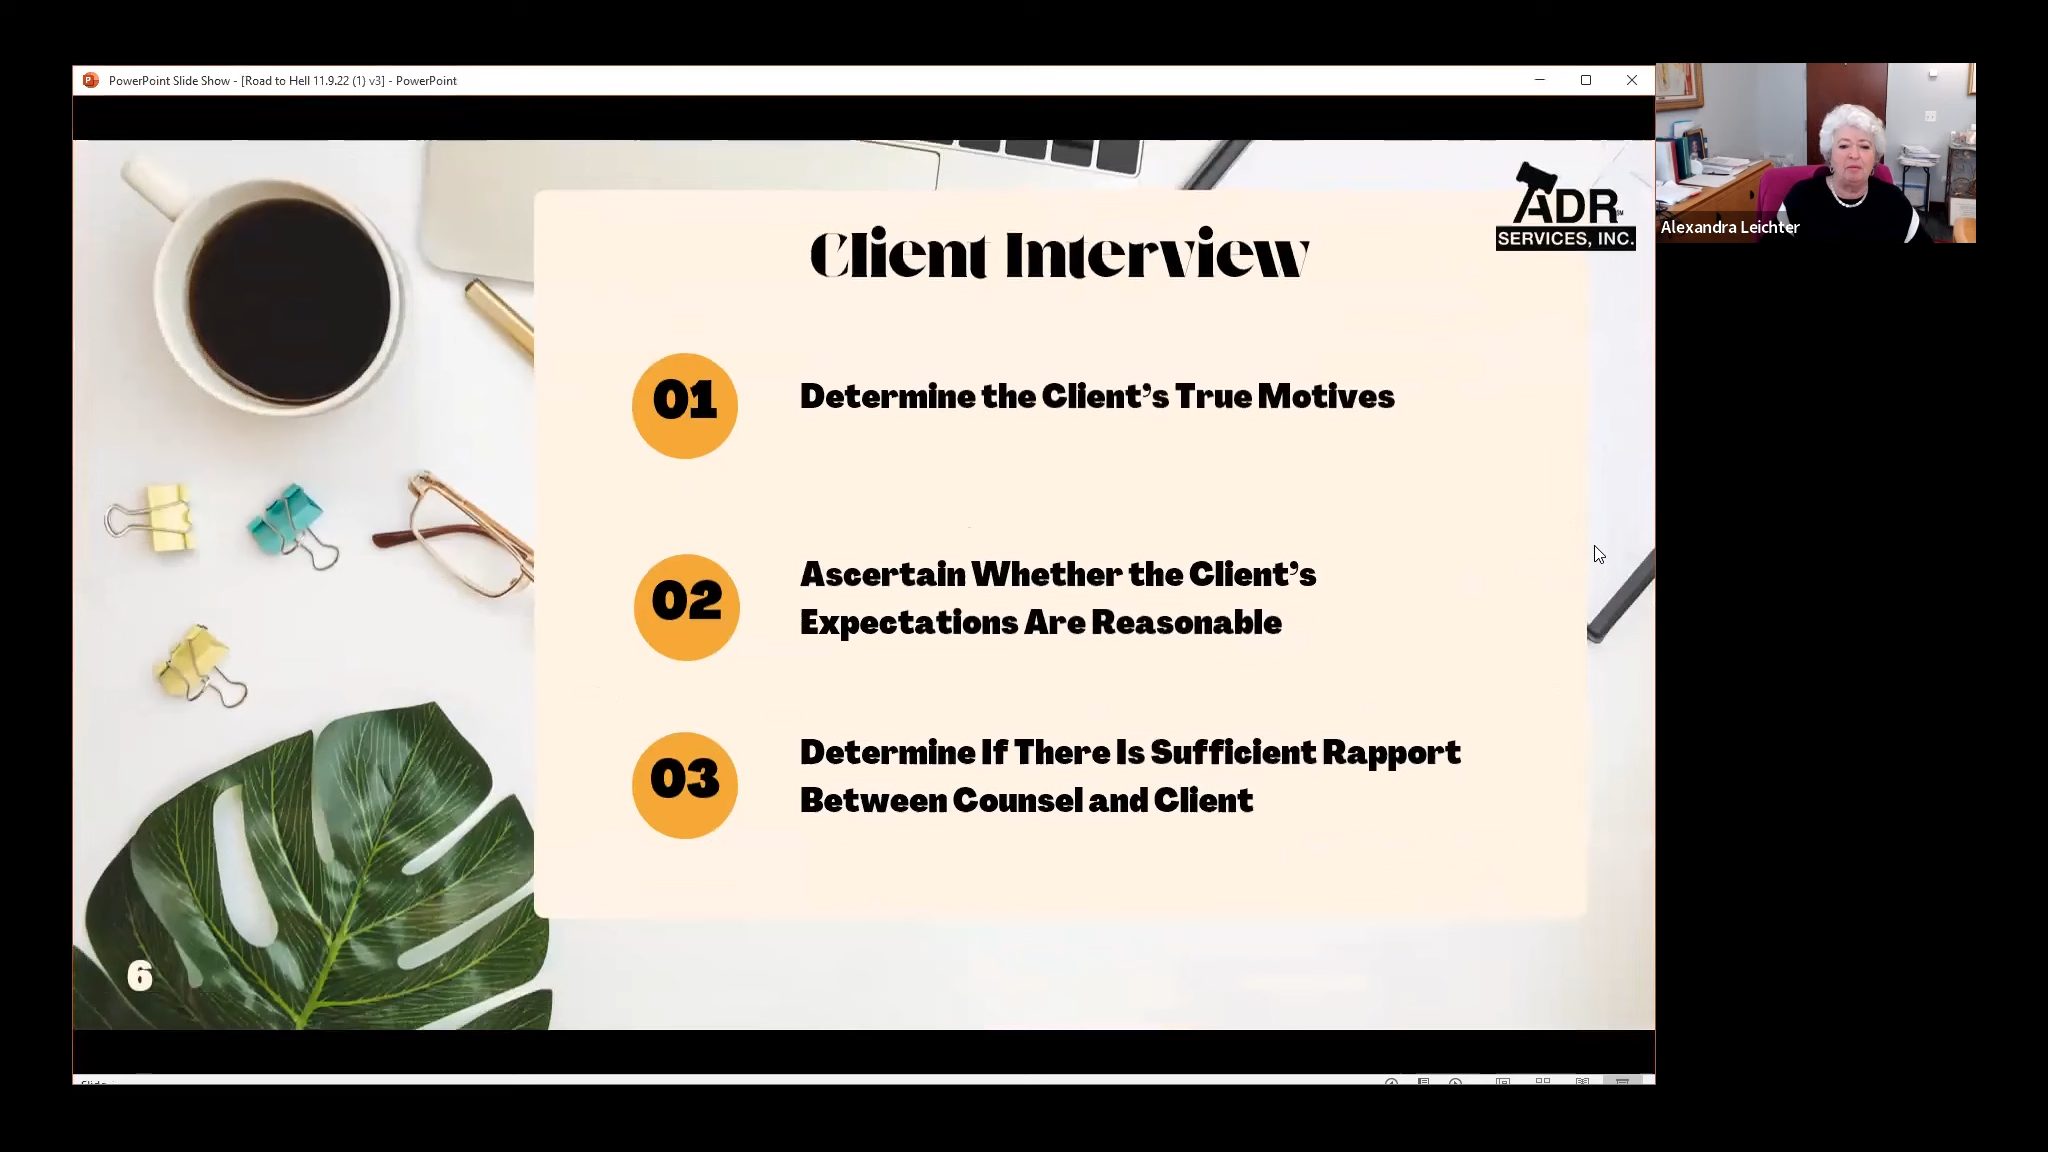 PowerPoint Slide Show - [Road to Hell 11.9.22 (1) v3] - PowerPoint
ADR
SERVICES, INC.
Alexandra Leichter
Client Interview
01
Determine the Client’s True Motives
02
Ascertain Whether the Client’s
Expectations Are Reasonable
03
Determine If There Is Sufficient Rapport
Between Counsel and Client
6